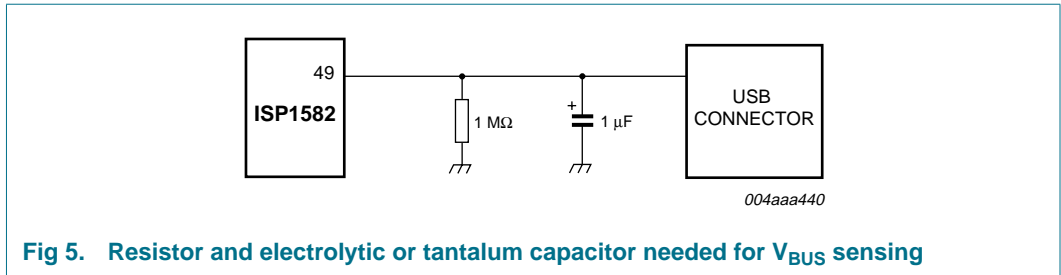 49
ISP1582
1 MΩ
+
1 μF
USB
CONNECTOR
004aaa440
Fig 5. Resistor and electrolytic or tantalum capacitor needed for VBUS sensing